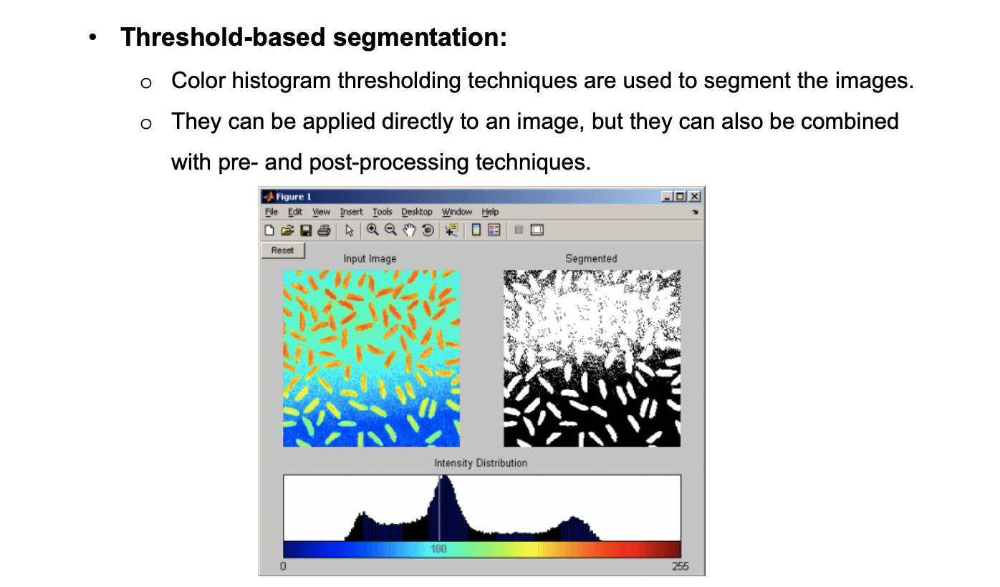 • Threshold-based segmentation:
o Color histogram thresholding techniques are used to segment the images.
o They can be applied directly to an image, but they can also be combined
with pre- and post-processing techniques.
Figure 1
File Edit View Insert Tools Desktop Window Help
Reset
Input Image
Segmented
Intensity Distribution
100
0
255